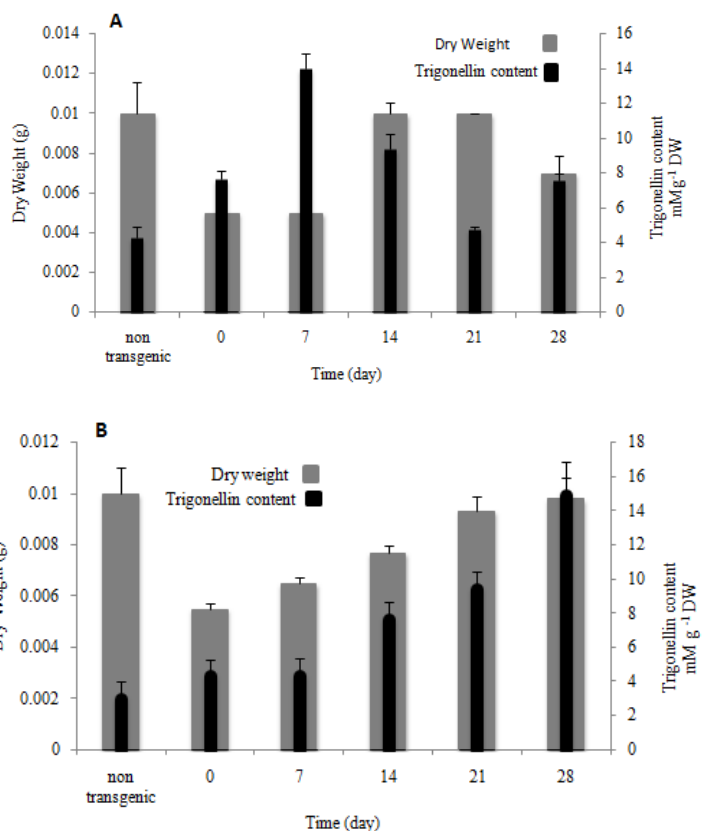 A
0.014
0.012
0.01
0.008
0.006
0.004
0.002
0
Dry Weight (g)
Dry Weight
Trigonellin content
16
14
12
10
8
6
4
2
0
Trigonellin content
mM g⁻¹ DW
non transgenic
0
7
14
21
28
Time (day)
B
0.012
0.01
0.008
0.006
0.004
0.002
0
Dry Weight (g)
Dry weight
Trigonellin content
18
16
14
12
10
8
6
4
2
0
Trigonellin content
mM g ⁻¹ DW
non transgenic
0
7
14
21
28
Time (day)